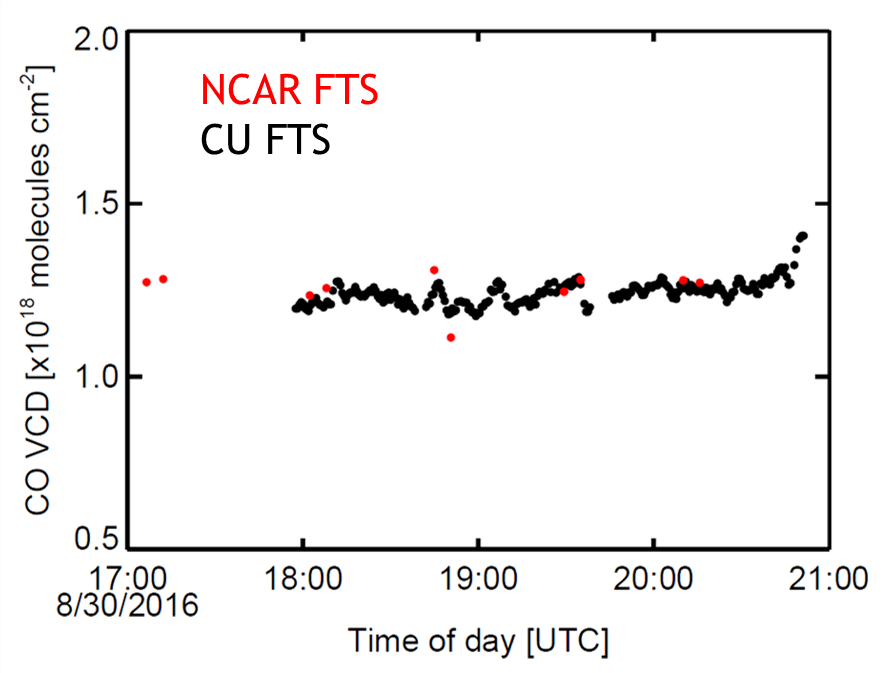 2.0
NCAR FTS
CU FTS
1.5
1.0
0.5
CO VCD [x10¹⁸ molecules cm⁻²]
17:00 18:00 19:00 20:00 21:00
8/30/2016
Time of day [UTC]